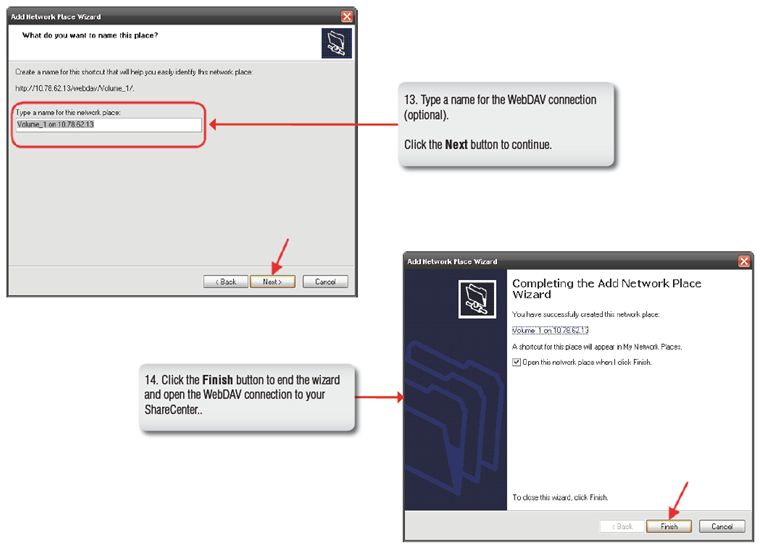 Add Network Place Wizard
What do you want to name this place?
Create a name for this shortcut that will help you easily identify this network place:
http://10.78.62.13/webdav/Volume_1/.
Type a name for this network place:
Volume_1 on 10.78.62.13
< Back
Next >
Cancel
13. Type a name for the WebDAV connection
(optional).
Click the Next button to continue.
Add Network Place Wizard
Completing the Add Network Place
Wizard
You have successfully created this network place:
Volume_1 on 10.78.62.13
A shortcut for this place will appear in My Network Places.
Open this network place when I click Finish.
To close this wizard, click Finish.
< Back
Finish
Cancel
14. Click the Finish button to end the wizard
and open the WebDAV connection to your
ShareCenter..